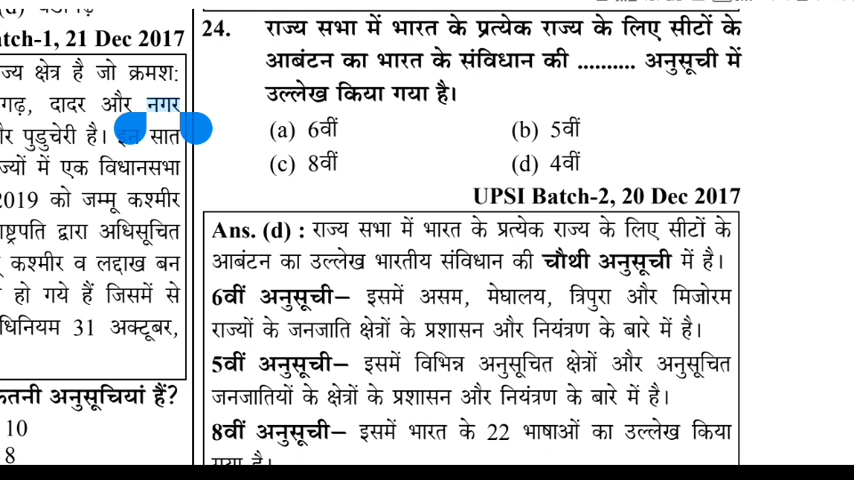 tch-1, 21 Dec 2017
ज्य क्षेत्र है जो क्रमश:
गढ़, दादर और नगर
र पुडुचेरी है। इन सात
ज्यों में एक विधानसभा
2019 को जम्मू कश्मीर
ाष्ट्रपति द्वारा अधिसूचित
कश्मीर व लद्दाख बन
हो गये हैं जिसमें से
धिनियम 31 अक्टूबर,
कतनी अनुसूचियां हैं?
10
8
24. राज्य सभा में भारत के प्रत्येक राज्य के लिए सीटों के
आबंटन का भारत के संविधान की .......... अनुसूची में
उल्लेख किया गया है।
(a) 6वीं (b) 5वीं
(c) 8वीं (d) 4वीं
UPSI Batch-2, 20 Dec 2017
Ans. (d) : राज्य सभा में भारत के प्रत्येक राज्य के लिए सीटों के
आबंटन का उल्लेख भारतीय संविधान की चौथी अनुसूची में है।
6वीं अनुसूची– इसमें असम, मेघालय, त्रिपुरा और मिजोरम
राज्यों के जनजाति क्षेत्रों के प्रशासन और नियंत्रण के बारे में है।
5वीं अनुसूची– इसमें विभिन्न अनुसूचित क्षेत्रों और अनुसूचित
जनजातियों के क्षेत्रों के प्रशासन और नियंत्रण के बारे में है।
8वीं अनुसूची– इसमें भारत के 22 भाषाओं का उल्लेख किया
गया है।